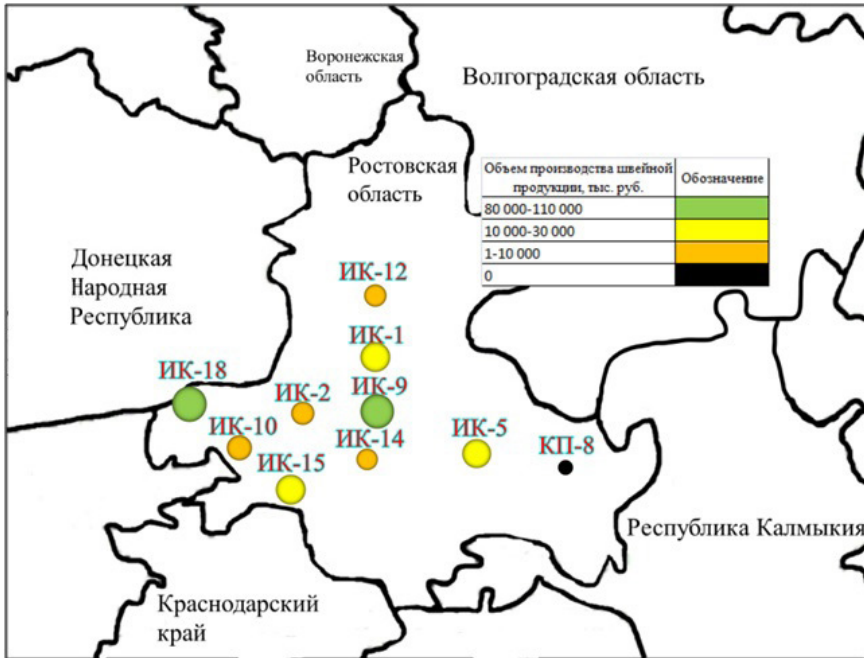 Воронежская
область
Волгоградская область
Ростовская
область
Объем производства швейной
продукции, тыс. руб.
Обозначение
80 000-110 000
10 000-30 000
1-10 000
0
Донецкая
Народная
Республика
ИК-12
ИК-1
ИК-18
ИК-2
ИК-9
ИК-10
ИК-14
ИК-5
КП-8
ИК-15
Республика Калмыкия
Краснодарский
край